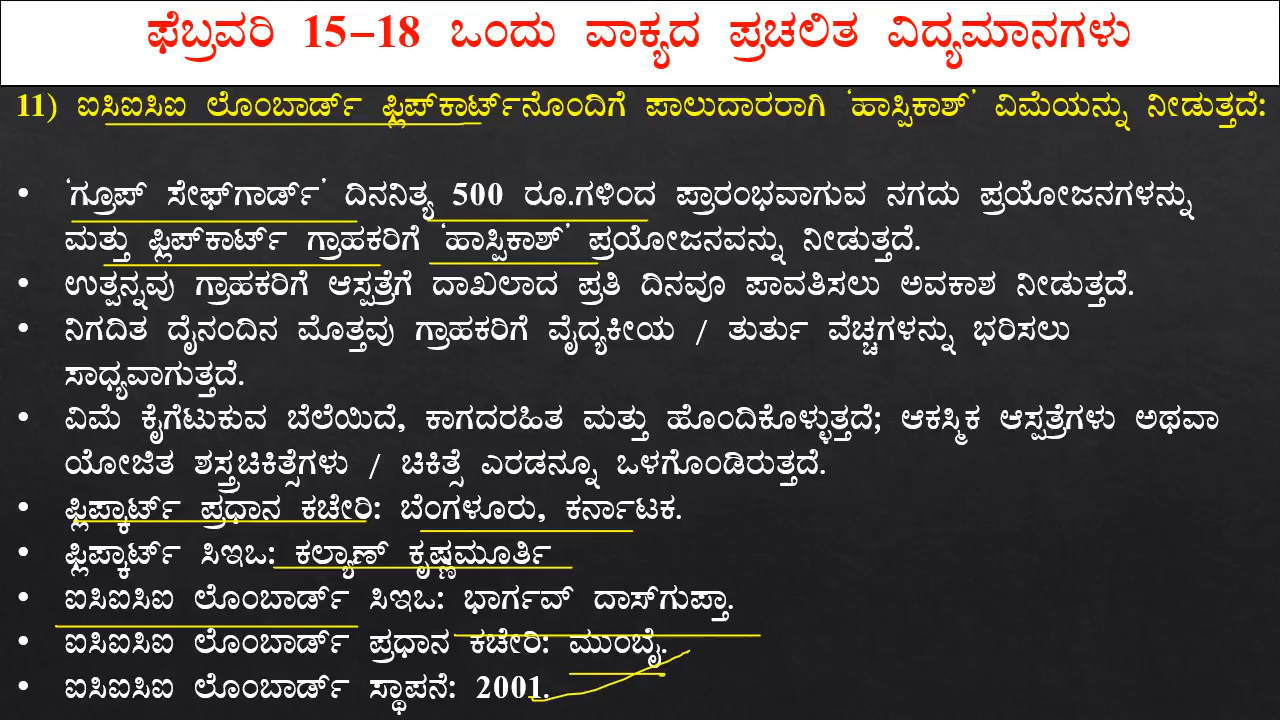 ಫೆಬ್ರವರಿ 15-18 ಒಂದು ವಾಕ್ಯದ ಪ್ರಚಲಿತ ವಿದ್ಯಮಾನಗಳು
11) ಐಸಿಐಸಿಐ ಲೊಂಬಾರ್ಡ್ ಫ್ಲಿಪ್‌ಕಾರ್ಟ್‌ನೊಂದಿಗೆ ಪಾಲುದಾರರಾಗಿ ‘ಹಾಸ್ಪಿಕಾಶ್’ ವಿಮೆಯನ್ನು ನೀಡುತ್ತದೆ:
• ‘ಗ್ರೂಪ್ ಸೇಫ್‌ಗಾರ್ಡ್’ ದಿನನಿತ್ಯ 500 ರೂ.ಗಳಿಂದ ಪ್ರಾರಂಭವಾಗುವ ನಗದು ಪ್ರಯೋಜನಗಳನ್ನು
ಮತ್ತು ಫ್ಲಿಪ್‌ಕಾರ್ಟ್ ಗ್ರಾಹಕರಿಗೆ ‘ಹಾಸ್ಪಿಕಾಶ್’ ಪ್ರಯೋಜನವನ್ನು ನೀಡುತ್ತದೆ.
• ಉತ್ಪನ್ನವು ಗ್ರಾಹಕರಿಗೆ ಆಸ್ಪತ್ರೆಗೆ ದಾಖಲಾದ ಪ್ರತಿ ದಿನವೂ ಪಾವತಿಸಲು ಅವಕಾಶ ನೀಡುತ್ತದೆ.
• ನಿಗದಿತ ದೈನಂದಿನ ಮೊತ್ತವು ಗ್ರಾಹಕರಿಗೆ ವೈದ್ಯಕೀಯ / ತುರ್ತು ವೆಚ್ಚಗಳನ್ನು ಭರಿಸಲು
ಸಾಧ್ಯವಾಗುತ್ತದೆ.
• ವಿಮೆ ಕೈಗೆಟುಕುವ ಬೆಲೆಯಿದೆ, ಕಾಗದರಹಿತ ಮತ್ತು ಹೊಂದಿಕೊಳ್ಳುತ್ತದೆ; ಆಕಸ್ಮಿಕ ಆಸ್ಪತ್ರೆಗಳು ಅಥವಾ
ಯೋಜಿತ ಶಸ್ತ್ರಚಿಕಿತ್ಸೆಗಳು / ಚಿಕಿತ್ಸೆ ಎರಡನ್ನೂ ಒಳಗೊಂಡಿರುತ್ತದೆ.
• ಫ್ಲಿಪ್ಕಾರ್ಟ್ ಪ್ರಧಾನ ಕಚೇರಿ: ಬೆಂಗಳೂರು, ಕರ್ನಾಟಕ.
• ಫ್ಲಿಪ್ಕಾರ್ಟ್ ಸಿಇಒ: ಕಲ್ಯಾಣ್ ಕೃಷ್ಣಮೂರ್ತಿ
• ಐಸಿಐಸಿಐ ಲೊಂಬಾರ್ಡ್ ಸಿಇಒ: ಭಾರ್ಗವ್ ದಾಸ್‌ಗುಪ್ತಾ.
• ಐಸಿಐಸಿಐ ಲೊಂಬಾರ್ಡ್ ಪ್ರಧಾನ ಕಚೇರಿ: ಮುಂಬೈ.
• ಐಸಿಐಸಿಐ ಲೊಂಬಾರ್ಡ್ ಸ್ಥಾಪನೆ: 2001.